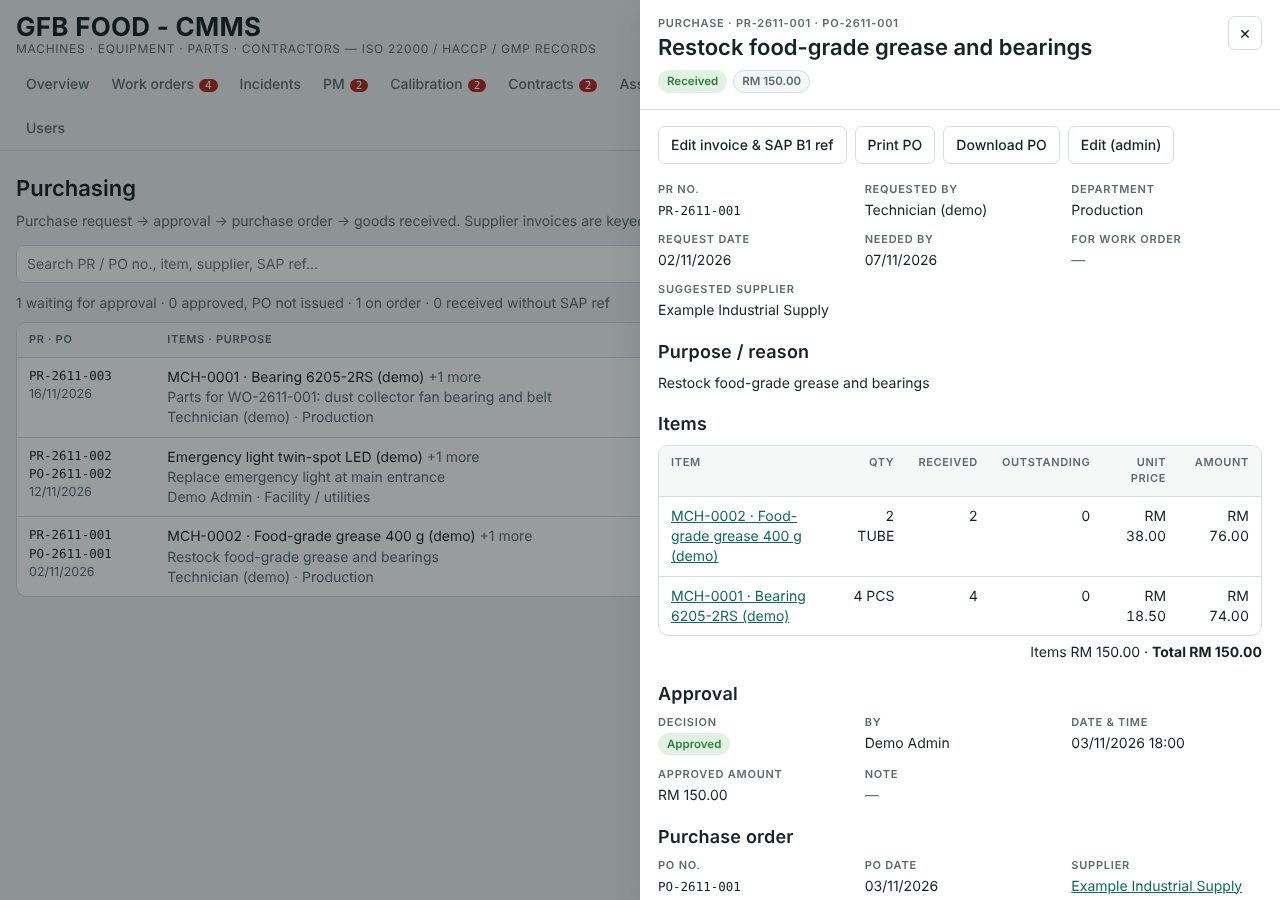 GFB FOOD - CMMS
MACHINES · EQUIPMENT · PARTS · CONTRACTORS — ISO 22000 / HACCP / GMP RECORDS
Overview Work orders 4 Incidents PM 2 Calibration 2 Contracts 2 Ass
Users
Purchasing
Purchase request → approval → purchase order → goods received. Supplier invoices are keyed
Search PR / PO no., item, supplier, SAP ref...
1 waiting for approval · 0 approved, PO not issued · 1 on order · 0 received without SAP ref
PR · PO ITEMS · PURPOSE
PR-2611-003 MCH-0001 · Bearing 6205-2RS (demo) +1 more
16/11/2026 Parts for WO-2611-001: dust collector fan bearing and belt
Technician (demo) · Production
PR-2611-002 Emergency light twin-spot LED (demo) +1 more
PO-2611-002 Replace emergency light at main entrance
12/11/2026 Demo Admin · Facility / utilities
PR-2611-001 MCH-0002 · Food-grade grease 400 g (demo) +1 more
PO-2611-001 Restock food-grade grease and bearings
02/11/2026 Technician (demo) · Production
PURCHASE · PR-2611-001 · PO-2611-001
Restock food-grade grease and bearings
×
Received RM 150.00
Edit invoice & SAP B1 ref Print PO Download PO Edit (admin)
PR NO. REQUESTED BY DEPARTMENT
PR-2611-001 Technician (demo) Production
REQUEST DATE NEEDED BY FOR WORK ORDER
02/11/2026 07/11/2026 —
SUGGESTED SUPPLIER
Example Industrial Supply
Purpose / reason
Restock food-grade grease and bearings
Items
ITEM QTY RECEIVED OUTSTANDING UNIT AMOUNT
PRICE
MCH-0002 · Food- 2 2 0 RM RM
grade grease 400 g TUBE 38.00 76.00
(demo)
MCH-0001 · Bearing 4 PCS 4 0 RM RM
6205-2RS (demo) 18.50 74.00
Items RM 150.00 · Total RM 150.00
Approval
DECISION BY DATE & TIME
Approved Demo Admin 03/11/2026 18:00
APPROVED AMOUNT NOTE
RM 150.00 —
Purchase order
PO NO. PO DATE SUPPLIER
PO-2611-001 03/11/2026 Example Industrial Supply